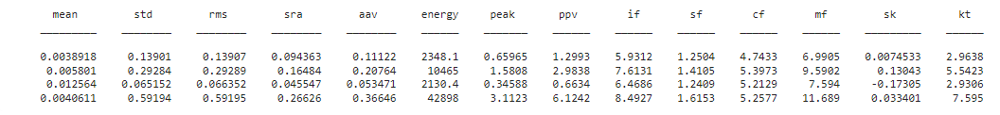 mean std rms sra aav energy peak ppv if sf cf mf sk kt
0.0038918 0.13901 0.13907 0.094363 0.11122 2348.1 0.65965 1.2993 5.9312 1.2504 4.7433 6.9905 0.0074533 2.9638
0.005801 0.29284 0.29289 0.16484 0.20764 10465 1.5808 2.9838 7.6131 1.4105 5.3973 9.5902 0.13043 5.5423
0.012564 0.065152 0.066352 0.045547 0.053471 2130.4 0.34588 0.6634 6.4686 1.2409 5.2129 7.594 -0.17305 2.9306
0.0040611 0.59194 0.59195 0.26626 0.36646 42898 3.1123 6.1242 8.4927 1.6153 5.2577 11.689 0.033401 7.595